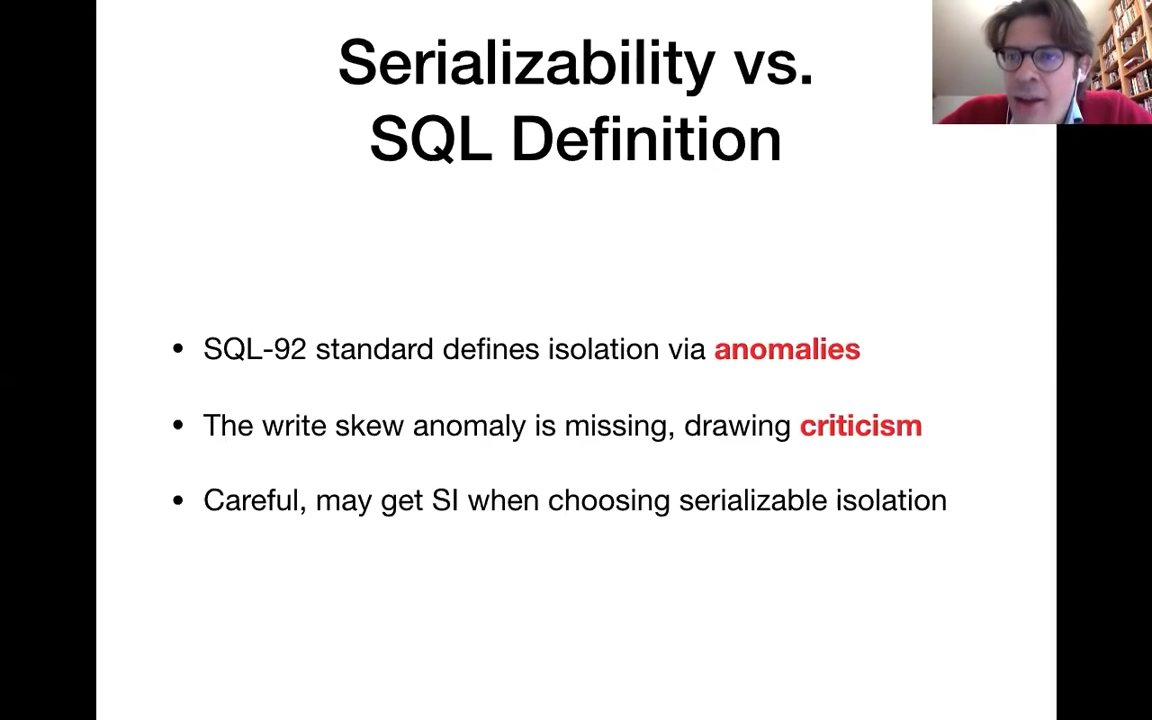 Serializability vs.
SQL Definition
• SQL-92 standard defines isolation via anomalies
• The write skew anomaly is missing, drawing criticism
• Careful, may get SI when choosing serializable isolation